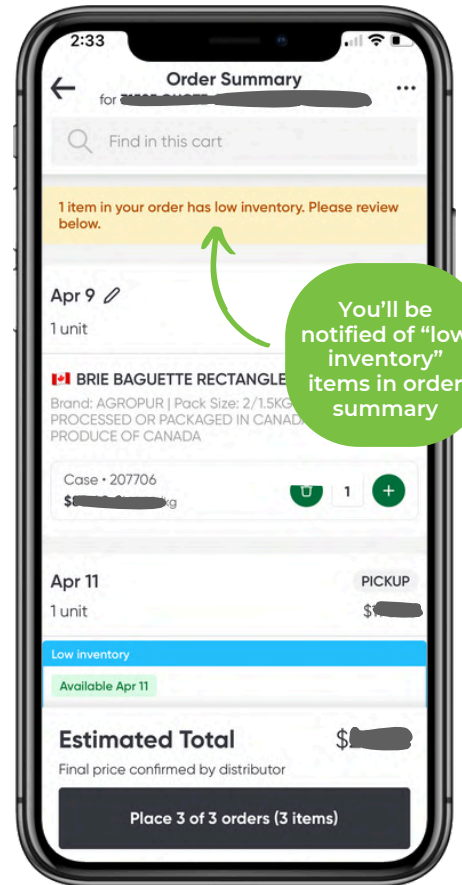 2:33
Order Summary
for
Find in this cart
1 item in your order has low inventory. Please review
below.
You'll be
notified of “low
inventory”
items in order
summary
Apr 9
1 unit
BRIE BAGUETTE RECTANGLE
Brand: AGROPUR | Pack Size: 2/1.5KG
PROCESSED OR PACKAGED IN CANADA
PRODUCE OF CANADA
Case • 207706
$ kg
1
Apr 11
PICKUP
1 unit
$
Low inventory
Available Apr 11
Estimated Total
$
Final price confirmed by distributor
Place 3 of 3 orders (3 items)